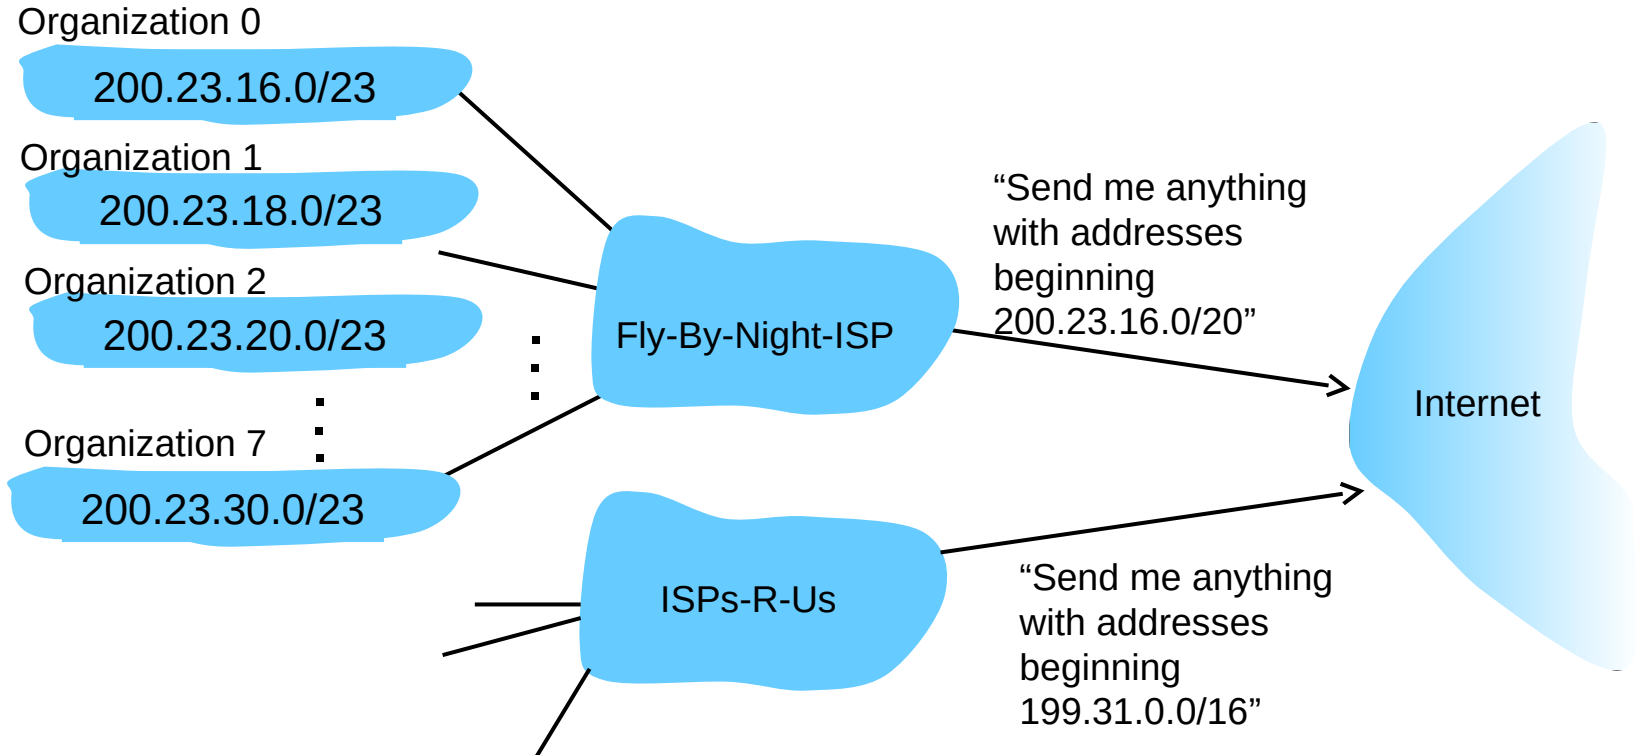 Organization 0
200.23.16.0/23
Organization 1
200.23.18.0/23
Organization 2
200.23.20.0/23
Organization 7
200.23.30.0/23
Fly-By-Night-ISP
“Send me anything
with addresses
beginning
200.23.16.0/20”
Internet
ISPs-R-Us
“Send me anything
with addresses
beginning
199.31.0.0/16”